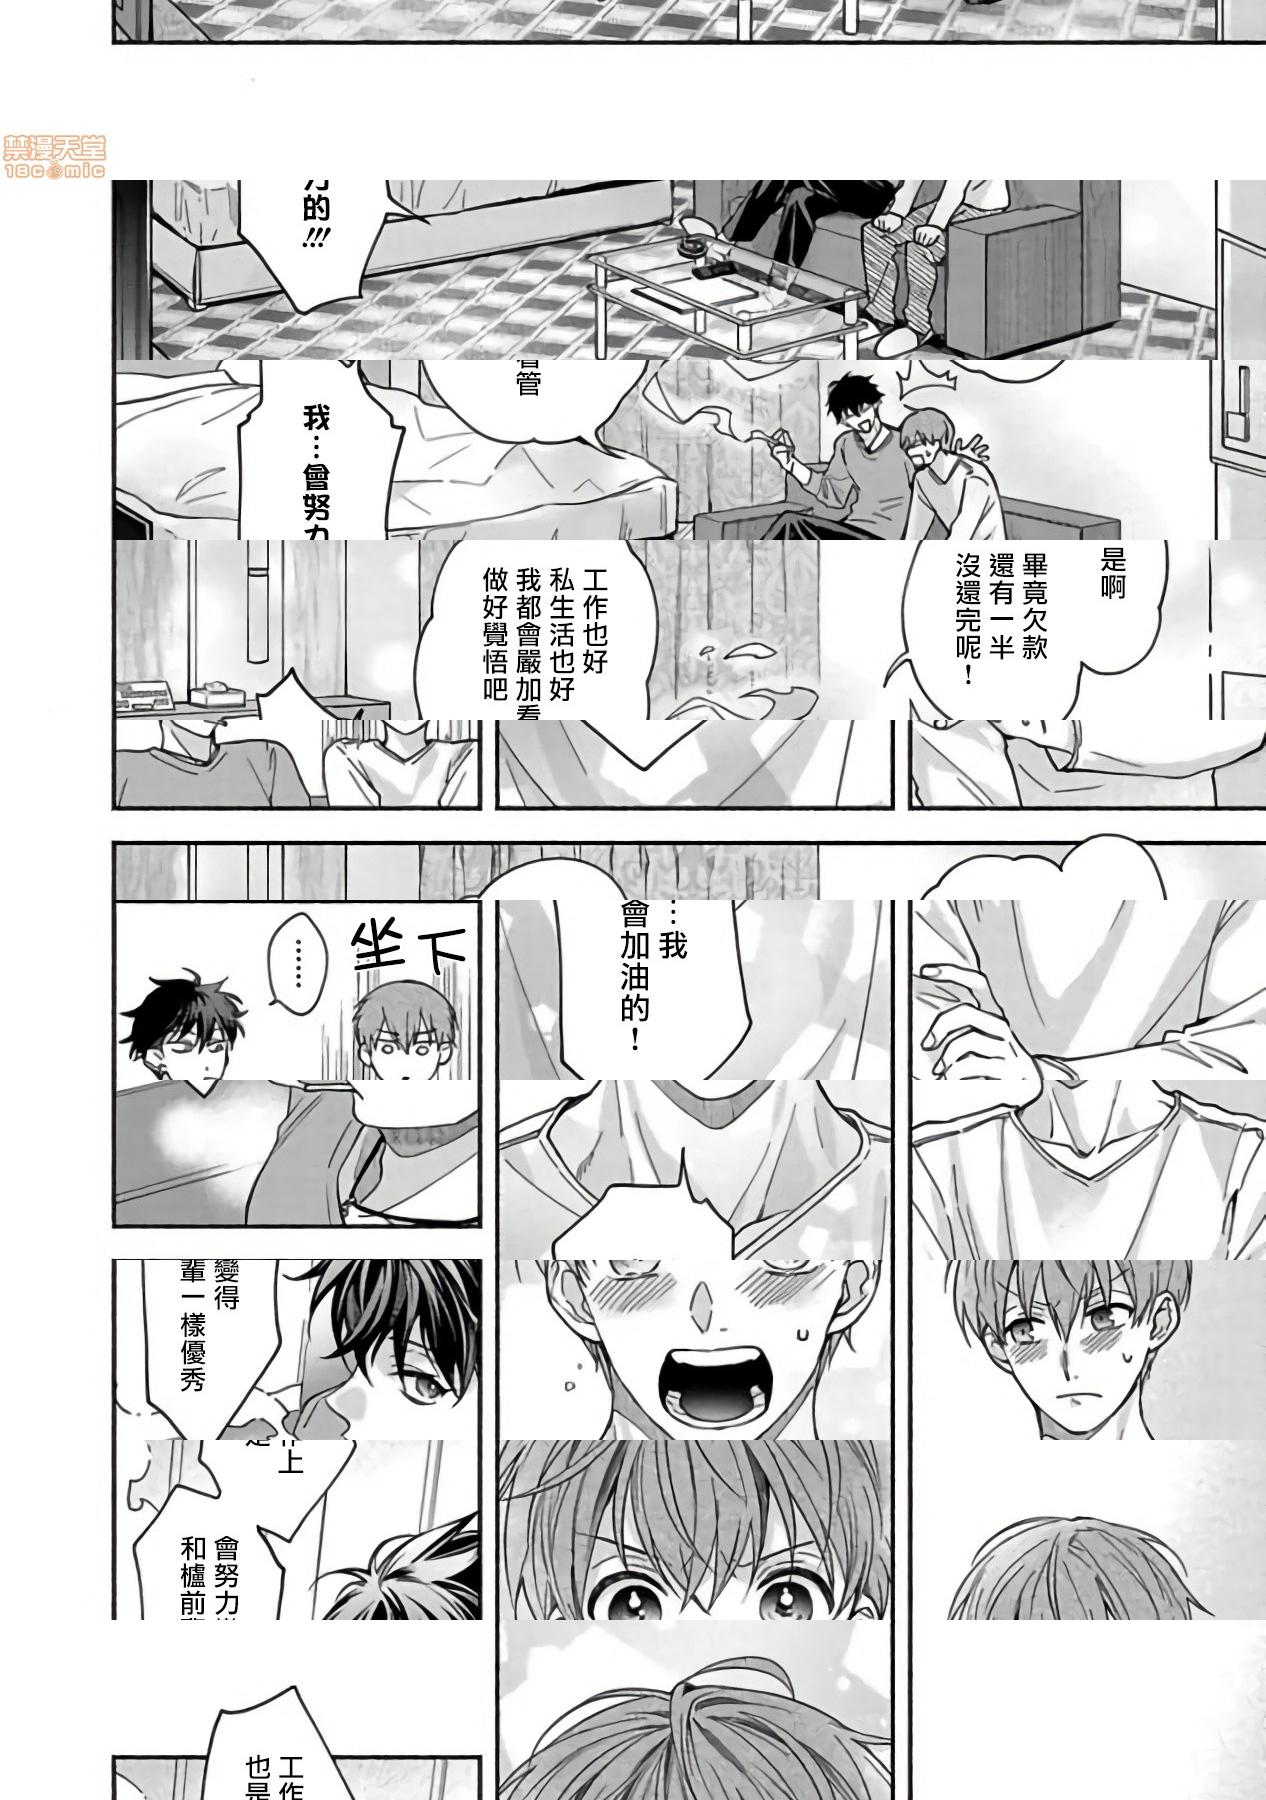 禁漫天堂
18comic
…我
會加油的！
工作上
也是
會努力變得
和櫨前輩一樣優秀
坐下
……
是啊
畢竟欠款
還有一半
沒還完呢！
工作也好
私生活也好
我都會嚴加看管
做好覺悟吧
我…會努力的!!!